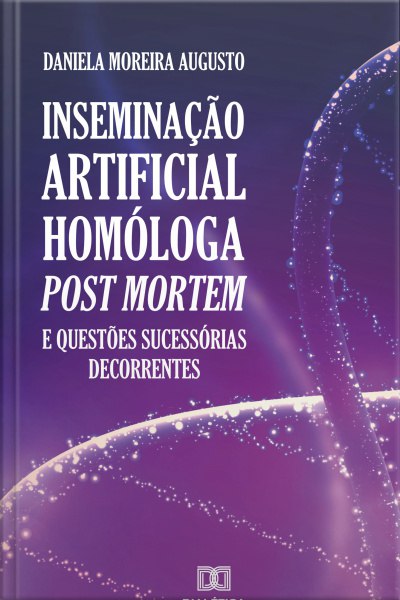 DANIELA MOREIRA AUGUSTO
INSEMINAÇÃO
ARTIFICIAL
HOMÓLOGA
POST MORTEM
E QUESTÕES SUCESSÓRIAS
DECORRENTES